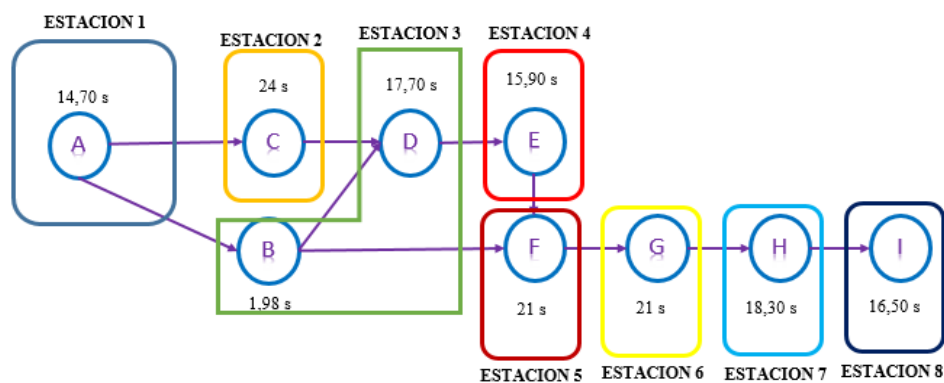 ESTACION 1
ESTACION 2
ESTACION 3
ESTACION 4
14,70 s
24 s
17,70 s
15,90 s
A
C
D
E
B
F
G
H
I
1,98 s
21 s
21 s
18,30 s
16,50 s
ESTACION 5
ESTACION 6
ESTACION 7
ESTACION 8